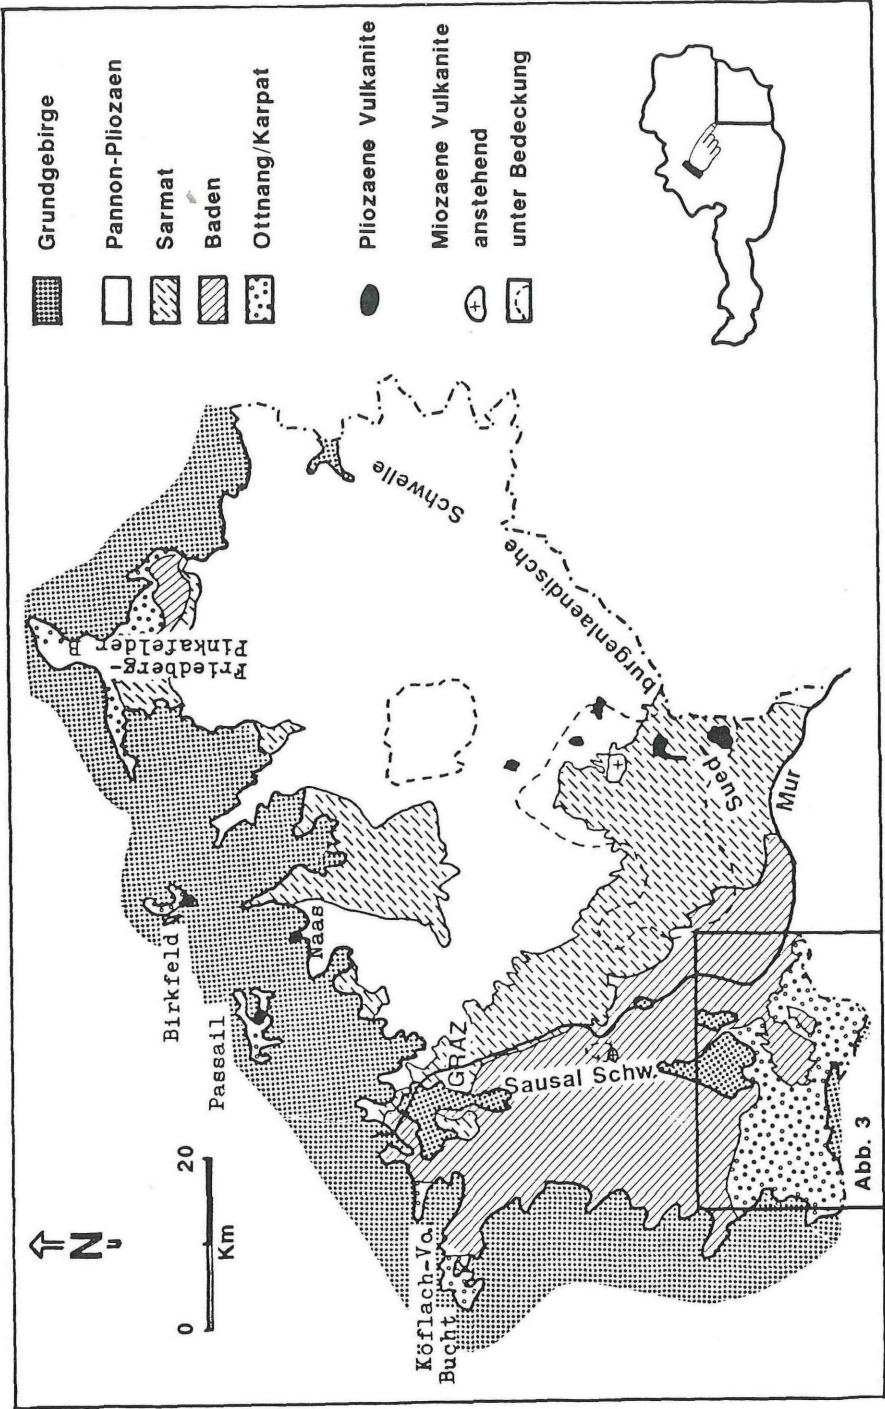 Grundgebirge
Pannon-Pliozaen
Sarmat
Baden
Ottnang/Karpat
Pliozaene Vulkanite
Miozaene Vulkanite
anstehend
unter Bedeckung
N
0 20
Km
Friedberg-
Pinkafelder B
Birkfeld
Passail
Naas
GRAZ
Köflach-Vo.
Bucht
Sausal Schw.
Sued
burgenlaendische
Schwelle
Mur
Abb. 3